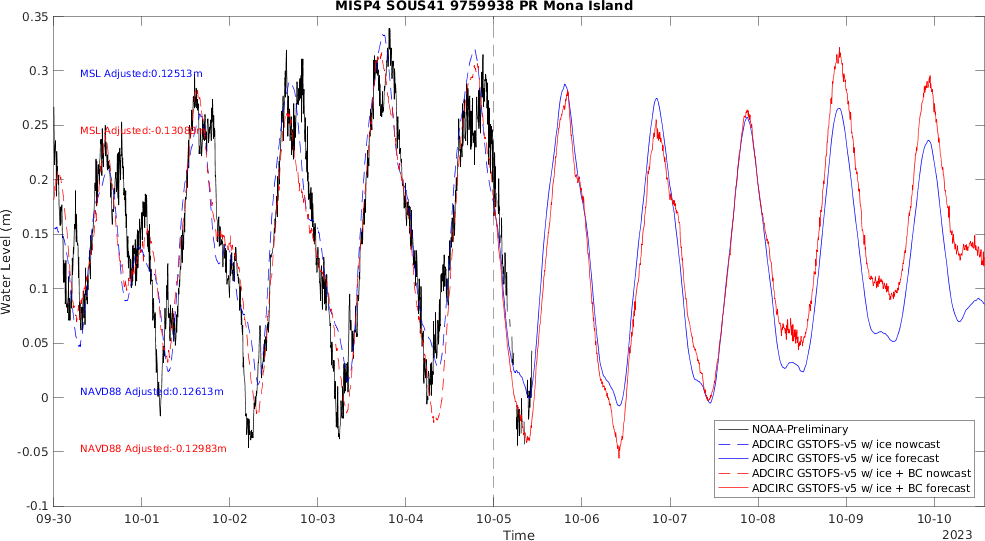 MISP4 SOUS41 9759938 PR Mona Island
0.35
0.3
0.25
0.2
0.15
0.1
0.05
0
-0.05
-0.1
Water Level (m)
MSL Adjusted:0.12513m
MSL Adjusted:-0.13089m
NAVD88 Adjusted:0.12613m
NAVD88 Adjusted:-0.12983m
NOAA-Preliminary
ADCIRC GSTOFS-v5 w/ ice nowcast
ADCIRC GSTOFS-v5 w/ ice forecast
ADCIRC GSTOFS-v5 w/ ice + BC nowcast
ADCIRC GSTOFS-v5 w/ ice + BC forecast
09-30 10-01 10-02 10-03 10-04 10-05 10-06 10-07 10-08 10-09 10-10
Time
2023